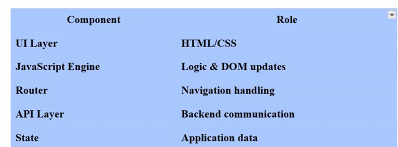 Component Role
UI Layer HTML/CSS
JavaScript Engine Logic & DOM updates
Router Navigation handling
API Layer Backend communication
State Application data